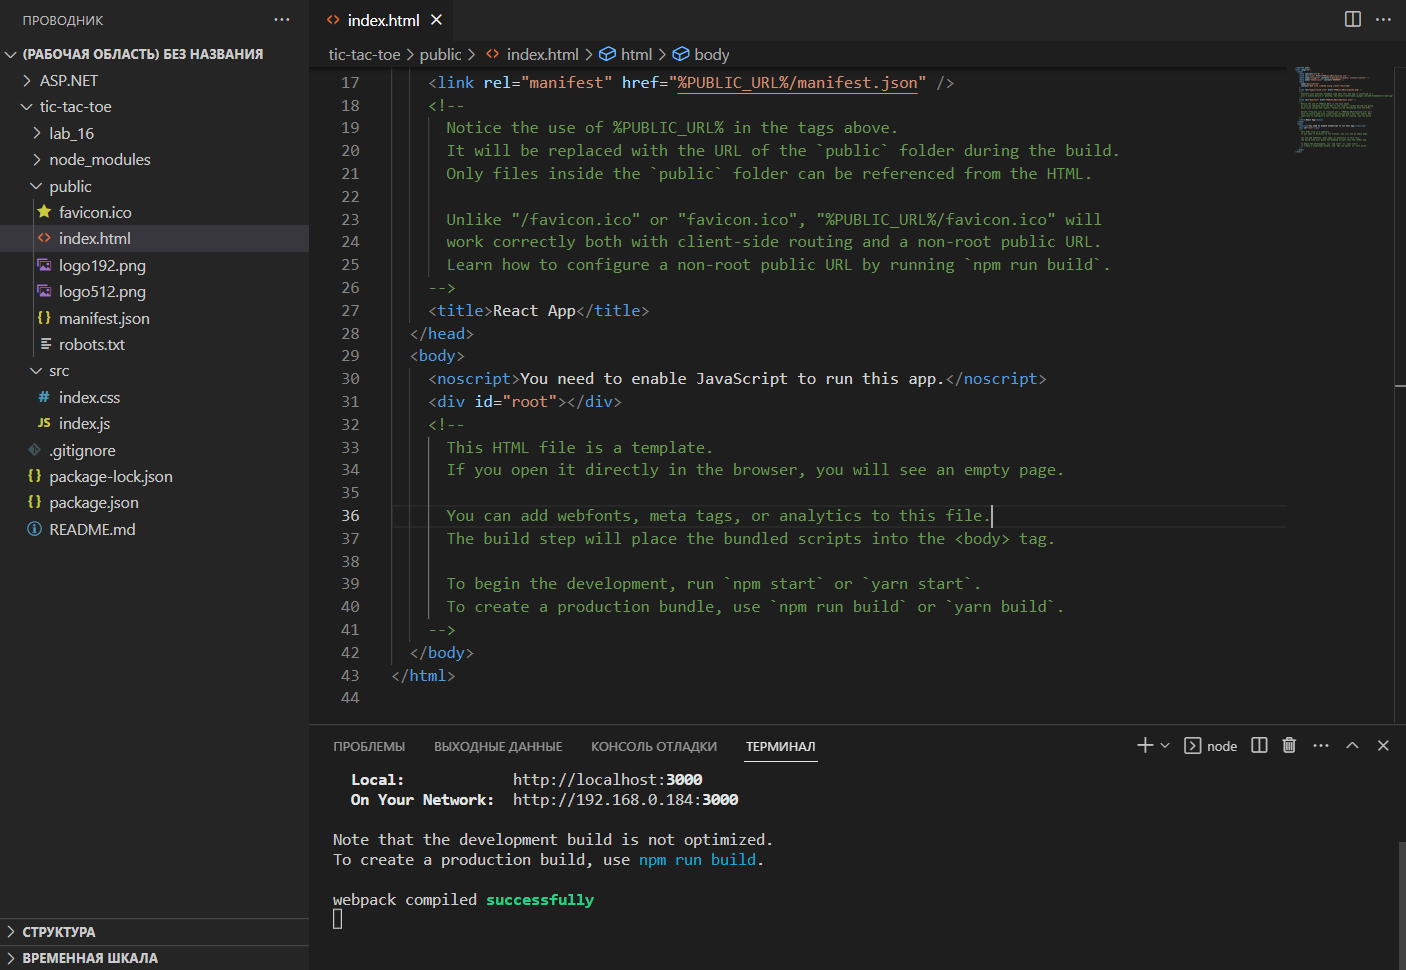 ПРОВОДНИК
(РАБОЧАЯ ОБЛАСТЬ) БЕЗ НАЗВАНИЯ
ASP.NET
tic-tac-toe
lab_16
node_modules
public
favicon.ico
index.html
logo192.png
logo512.png
manifest.json
robots.txt
src
index.css
JS index.js
.gitignore
package-lock.json
package.json
README.md
СТРУКТУРА
ВРЕМЕННАЯ ШКАЛА
index.html
tic-tac-toe > public > index.html > html > body
17 <link rel="manifest" href="%PUBLIC_URL%/manifest.json" />
18 <!--
19 Notice the use of %PUBLIC_URL% in the tags above.
20 It will be replaced with the URL of the `public` folder during the build.
21 Only files inside the `public` folder can be referenced from the HTML.
22
23 Unlike "/favicon.ico" or "favicon.ico", "%PUBLIC_URL%/favicon.ico" will
24 work correctly both with client-side routing and a non-root public URL.
25 Learn how to configure a non-root public URL by running `npm run build`.
26 -->
27 <title>React App</title>
28 </head>
29 <body>
30 <noscript>You need to enable JavaScript to run this app.</noscript>
31 <div id="root"></div>
32 <!--
33 This HTML file is a template.
34 If you open it directly in the browser, you will see an empty page.
35
36 You can add webfonts, meta tags, or analytics to this file.
37 The build step will place the bundled scripts into the <body> tag.
38
39 To begin the development, run `npm start` or `yarn start`.
40 To create a production bundle, use `npm run build` or `yarn build`.
41 -->
42 </body>
43 </html>
44
ПРОБЛЕМЫ ВЫХОДНЫЕ ДАННЫЕ КОНСОЛЬ ОТЛАДКИ ТЕРМИНАЛ node
Local: http://localhost:3000
On Your Network: http://192.168.0.184:3000
Note that the development build is not optimized.
To create a production build, use npm run build.
webpack compiled successfully